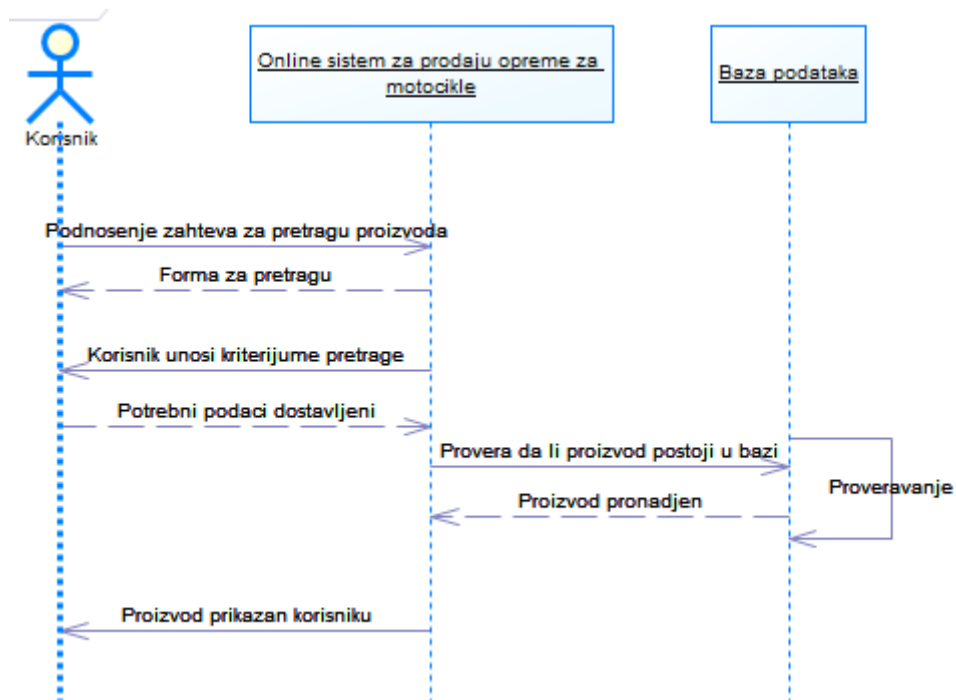 Online sistem za prodaju opreme za
motocikle
Baza podataka
Korisnik
Podnosenje zahteva za pretragu proizvoda
Forma za pretragu
Korisnik unosi kriterijume pretrage
Potrebni podaci dostavljeni
Provera da li proizvod postoji u bazi
Proveravanje
Proizvod pronadjen
Proizvod prikazan korisniku